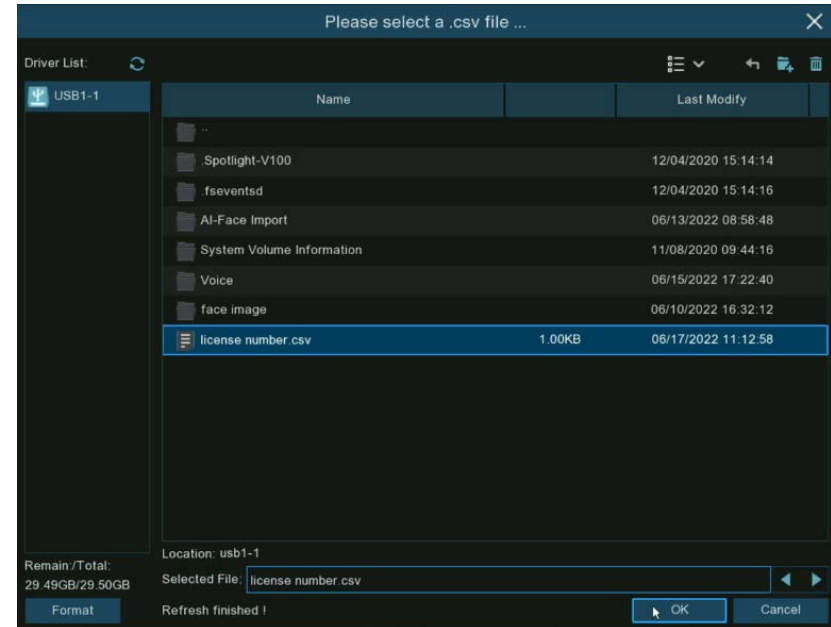 Please select a .csv file ...
Driver List:
USB1-1
Name Last Modify
..
.Spotlight-V100 12/04/2020 15:14:14
.fseventsd 12/04/2020 15:14:16
AI-Face Import 06/13/2022 08:58:48
System Volume Information 11/08/2020 09:44:16
Voice 06/15/2022 17:22:40
face image 06/10/2022 16:32:12
license number.csv 1.00KB 06/17/2022 11:12:58
Location: usb1-1
Remain:/Total:
29.49GB/29.50GB
Selected File: license number.csv
Format
Refresh finished !
OK
Cancel